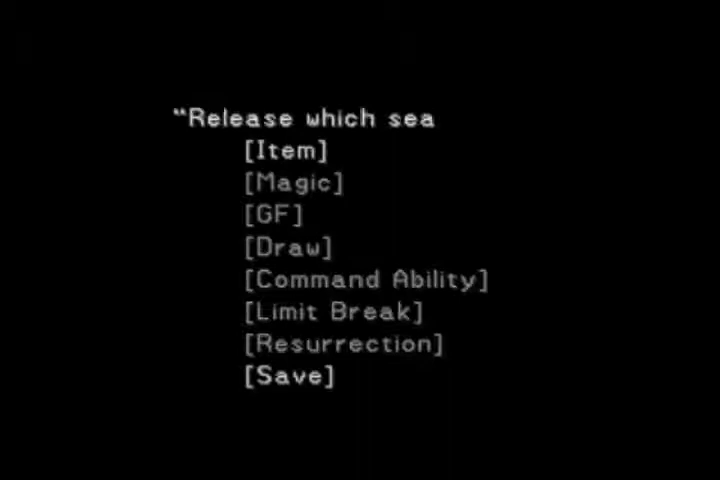 “Release which sea
[Item]
[Magic]
[GF]
[Draw]
[Command Ability]
[Limit Break]
[Resurrection]
[Save]